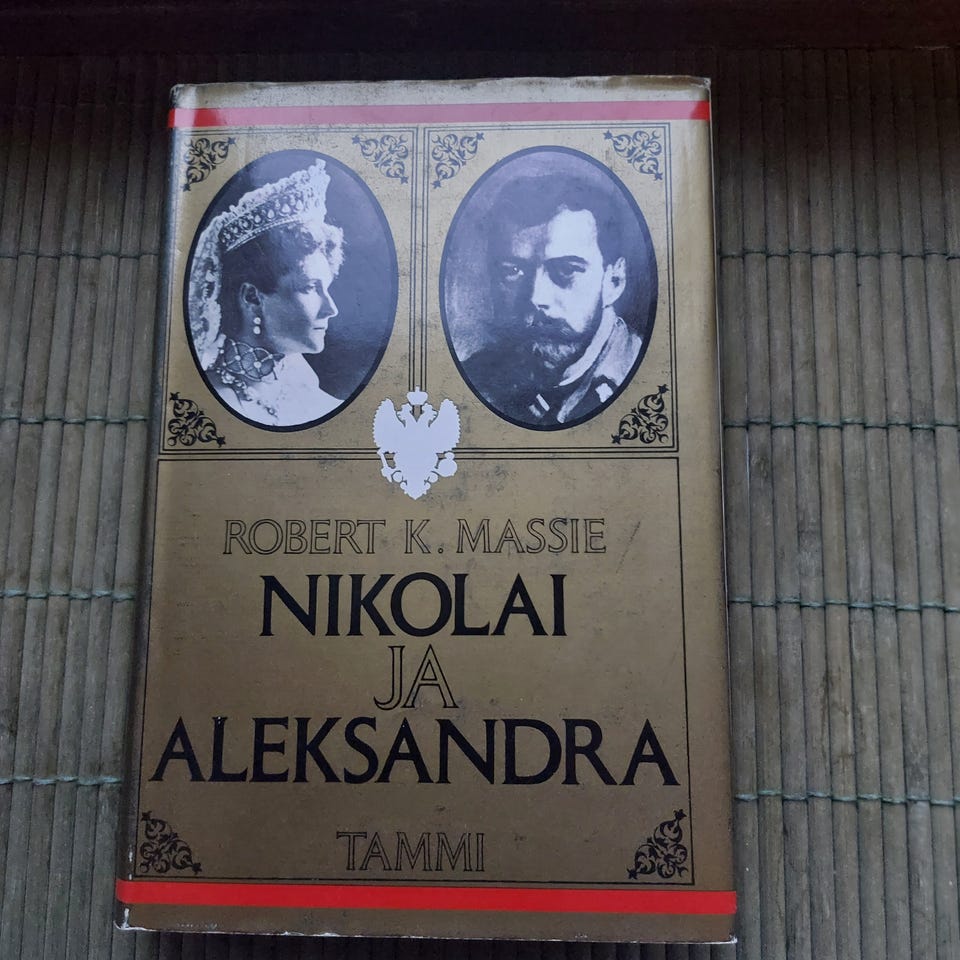 ROBERT K. MASSIE
NIKOLAI
JA
ALEKSANDRA
TAMMI